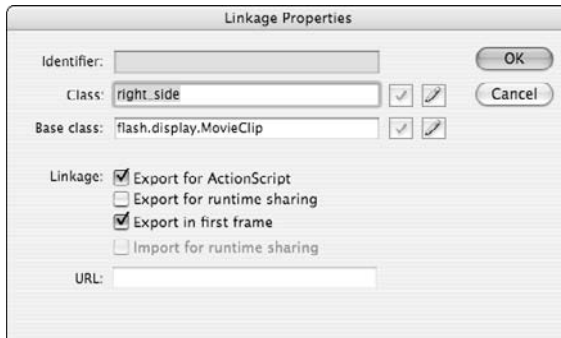 Linkage Properties
Identifier:
OK
Class: right_side
Cancel
Base class: flash.display.MovieClip
Linkage: Export for ActionScript
Export for runtime sharing
Export in first frame
Import for runtime sharing
URL: